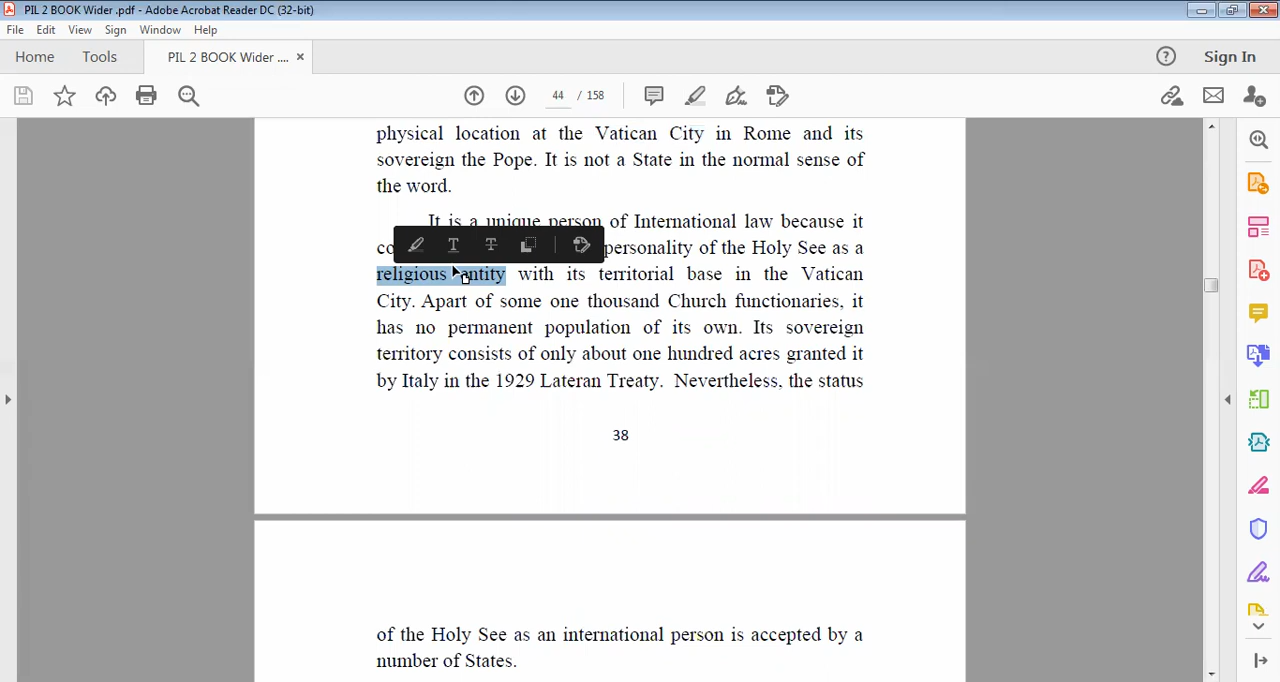 PIL 2 BOOK Wider .pdf - Adobe Acrobat Reader DC (32-bit)
File Edit View Sign Window Help
Home Tools PIL 2 BOOK Wider .... × Sign In
44 / 158
physical location at the Vatican City in Rome and its
sovereign the Pope. It is not a State in the normal sense of
the word.
It is a unique person of International law because it
personality of the Holy See as a
religious entity with its territorial base in the Vatican
City. Apart of some one thousand Church functionaries, it
has no permanent population of its own. Its sovereign
territory consists of only about one hundred acres granted it
by Italy in the 1929 Lateran Treaty. Nevertheless, the status
38
of the Holy See as an international person is accepted by a
number of States.